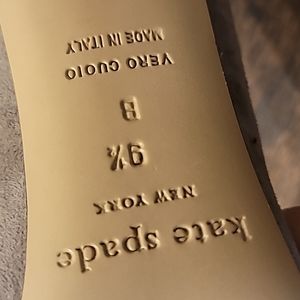 kate spade
NEW YORK
9½
B
VERO CUOIO
MADE IN ITALY